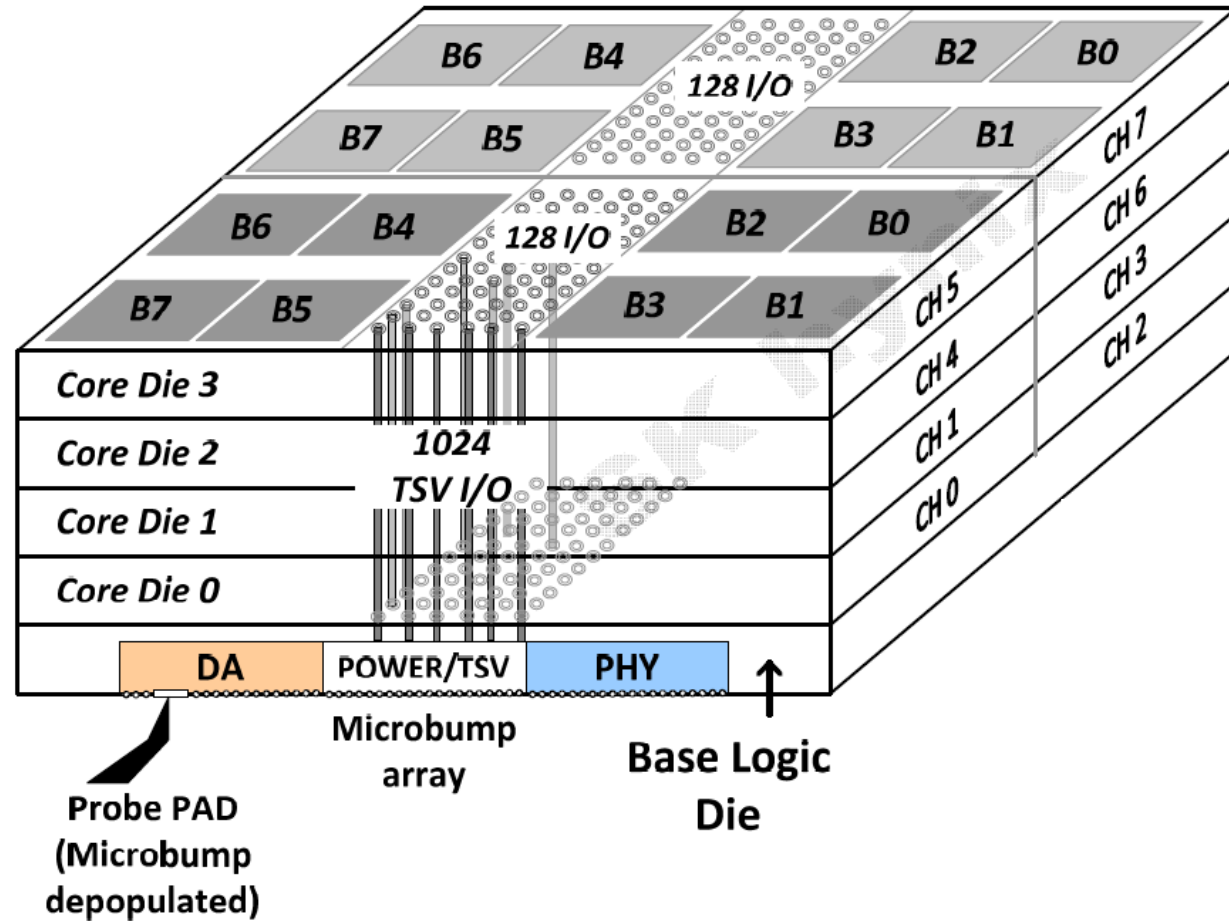 B6 B4 B2 B0
128 I/O
B7 B5 B3 B1
CH 7
B6 B4 B2 B0
128 I/O
CH 6
B7 B5 B3 B1
CH 5
CH 3
Core Die 3
CH 4
CH 2
Core Die 2
1024
TSV I/O
CH 1
Core Die 1
CH 0
Core Die 0
DA POWER/TSV PHY
Microbump
array
Base Logic
Die
Probe PAD
(Microbump
depopulated)